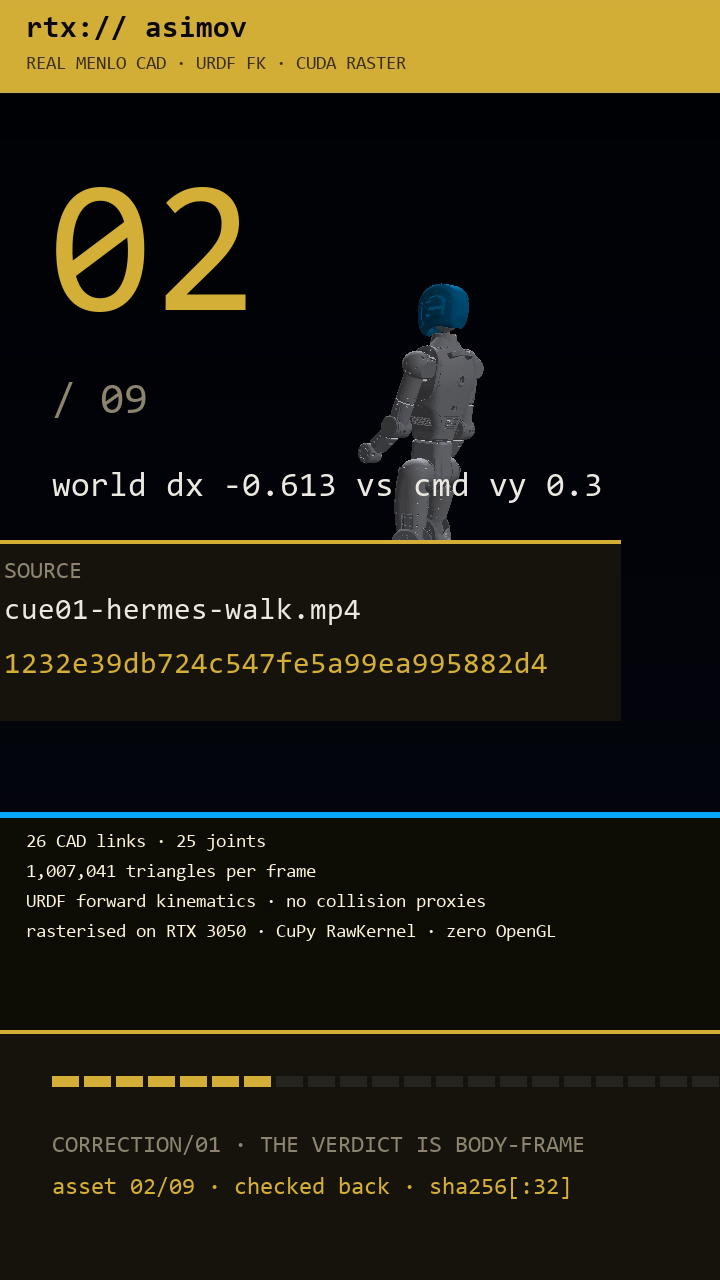 rtx:// asimov
REAL MENLO CAD · URDF FK · CUDA RASTER
02
/ 09
world dx -0.613 vs cmd vy 0.3
SOURCE
cue01-hermes-walk.mp4
1232e39db724c547fe5a99ea995882d4
26 CAD links · 25 joints
1,007,041 triangles per frame
URDF forward kinematics · no collision proxies
rasterised on RTX 3050 · CuPy RawKernel · zero OpenGL
CORRECTION/01 · THE VERDICT IS BODY-FRAME
asset 02/09 · checked back · sha256[:32]